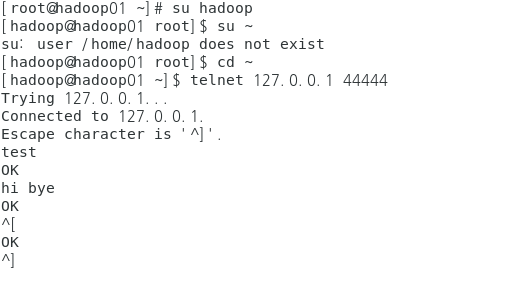 [root@hadoop01 ~]# su hadoop
[hadoop@hadoop01 root]$ su ~
su: user /home/hadoop does not exist
[hadoop@hadoop01 root]$ cd ~
[hadoop@hadoop01 ~]$ telnet 127.0.0.1 44444
Trying 127.0.0.1...
Connected to 127.0.0.1.
Escape character is '^]'.
test
OK
hi bye
OK
^[
OK
^]